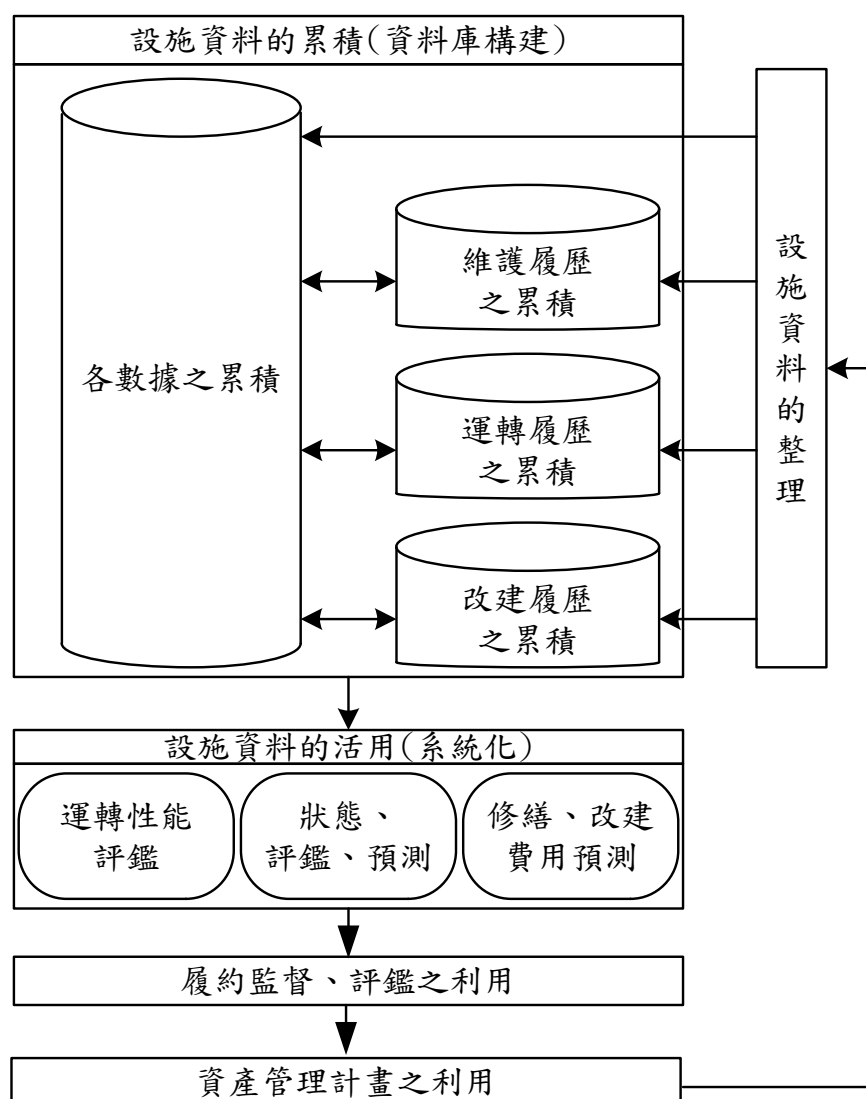 設施資料的累積(資料庫構建)
各數據之累積
維護履歷
之累積
運轉履歷
之累積
改建履歷
之累積
設施資料的整理
設施資料的活用(系統化)
運轉性能
評鑑
狀態、
評鑑、預測
修繕、改建
費用預測
履約監督、評鑑之利用
資產管理計畫之利用